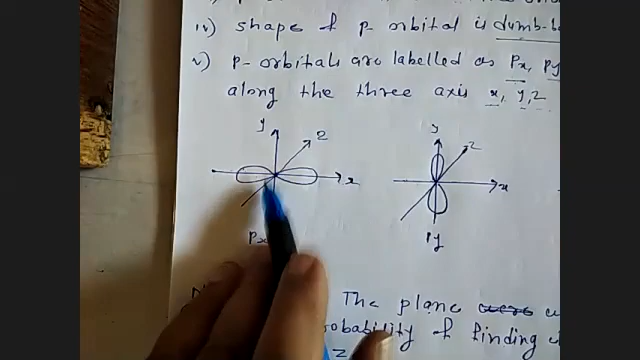 iv) shape of p- orbital is dumb-b
v) p- orbitals are labelled as Px, Py
along the three axis x, y, z
y z x
y z x
Px Py
The plane
robability of finding